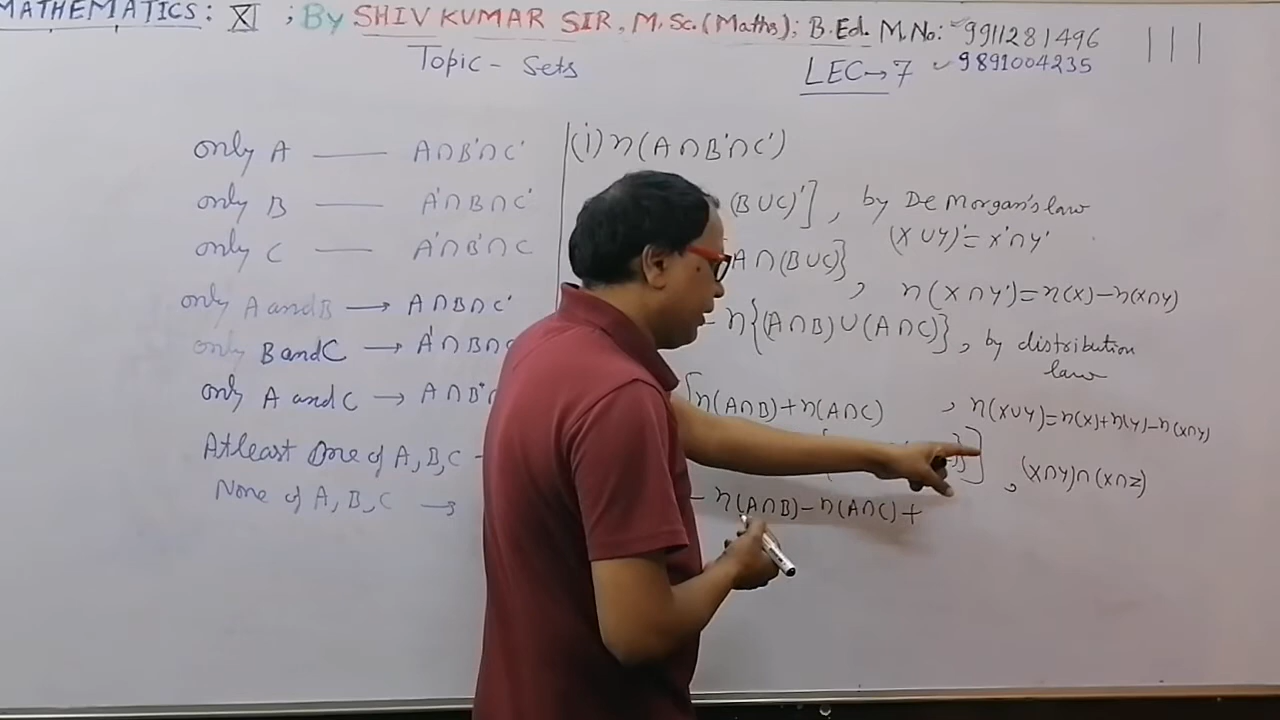 MATHEMATICS: XI ; By SHIV KUMAR SIR, M.Sc.(Maths); B.Ed. M.No: 9911281496
Topic - Sets
LEC→7 9891004235
only A —— A∩B'∩C'
only B —— A'∩B∩C'
only C —— A'∩B'∩C
only A and B → A∩B∩C'
only B and C → A'∩B∩C
only A and C → A∩B'∩C
Atleast One of A, B, C
None of A, B, C →
(i) n(A∩B'∩C')
(B∪C)'], by De Morgan's law
(X∪Y)'=X'∩Y'
A∩(B∪C)}
, n(X∩Y')=n(X)-n(X∩Y)
- n{(A∩B)∪(A∩C)}, by distribution
law
[n(A∩B)+n(A∩C) , n(X∪Y)=n(X)+n(Y)-n(X∩Y)
}], (X∩Y)∩(X∩Z)
- n(A∩B)-n(A∩C)+